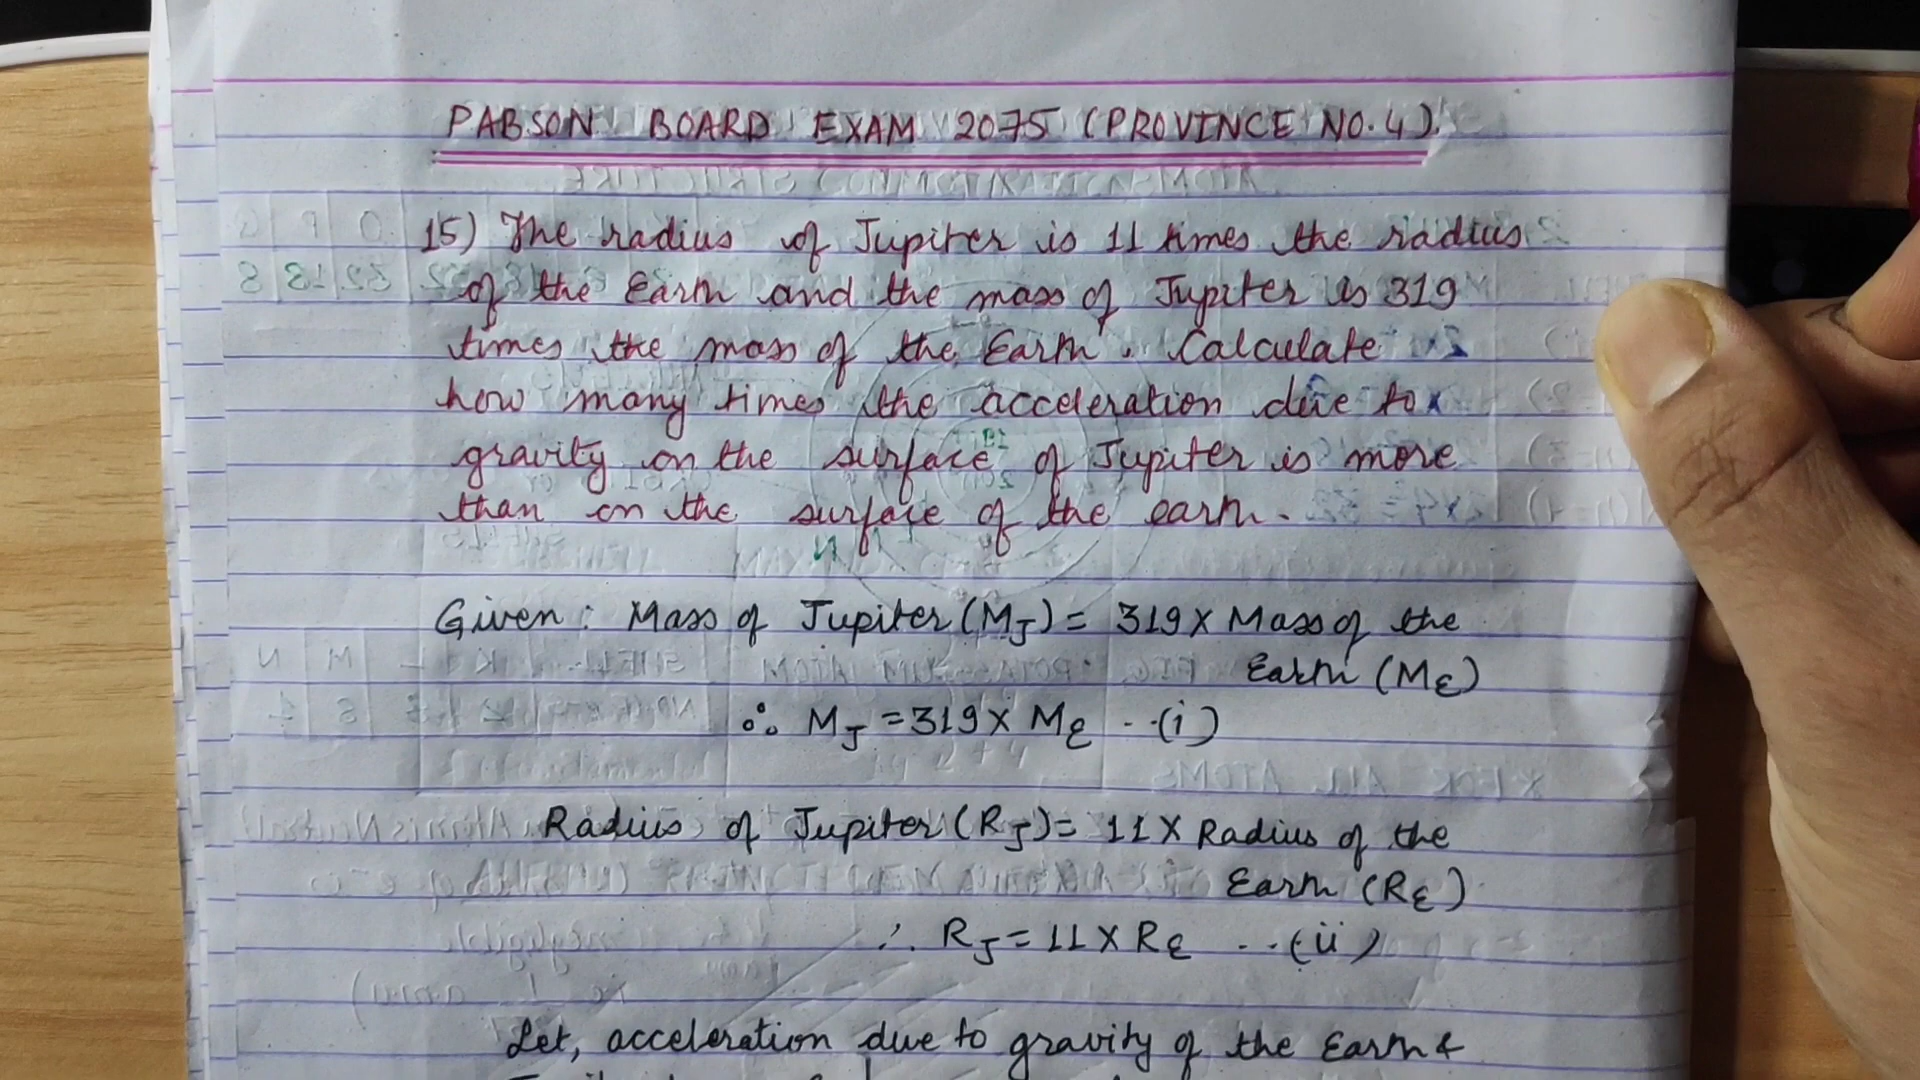 PABSON BOARD EXAM 2075 (PROVINCE NO.4)
15) The radius of Jupiter is 11 times the radius
of the Earth and the mass of Jupiter is 319
times the mass of the Earth. Calculate
how many times the acceleration due to
gravity on the surface of Jupiter is more
than on the surface of the earth.
Given: Mass of Jupiter (MJ) = 319 X Mass of the
Earth (ME)
∴ MJ = 319 X ME --(i)
Radius of Jupiter (RJ) = 11 X Radius of the
Earth (RE)
∴ RJ = 11 X RE --(ii)
Let, acceleration due to gravity of the Earth &